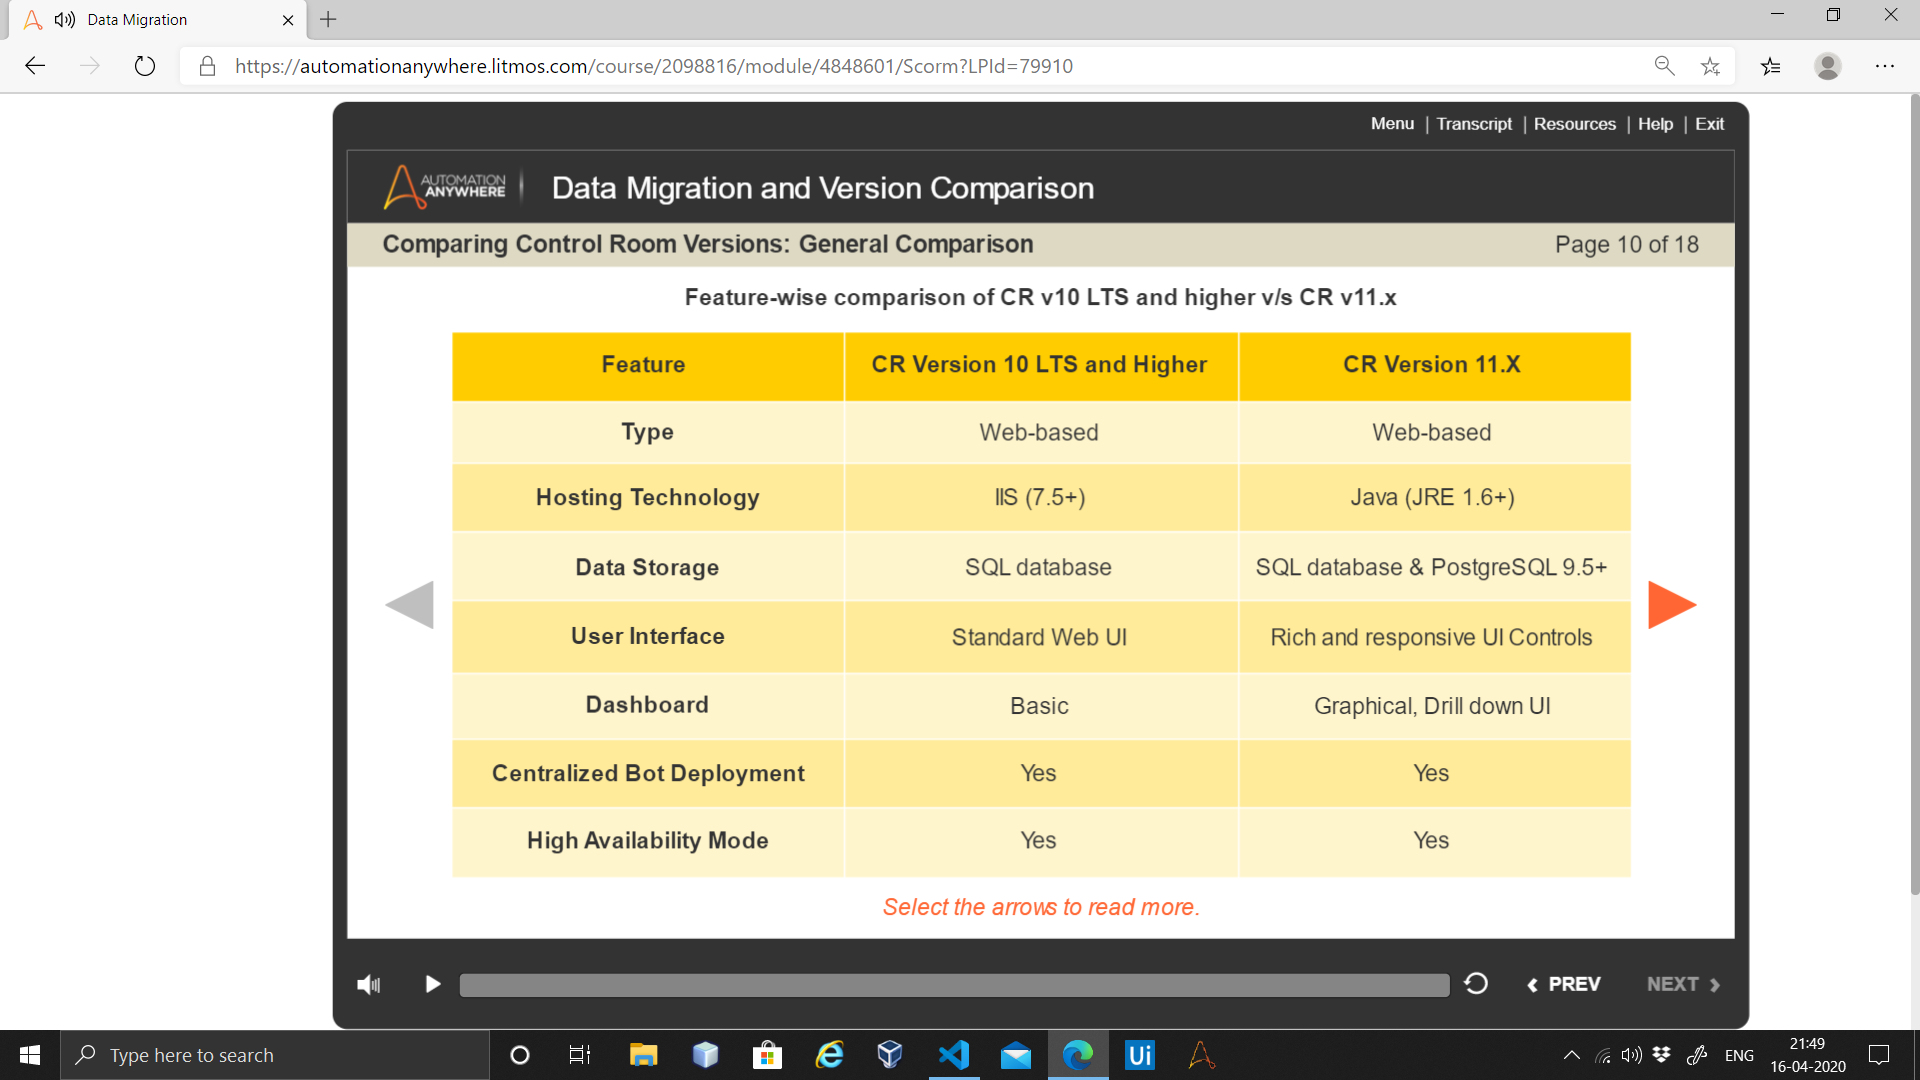 Data Migration
https://automationanywhere.litmos.com/course/2098816/module/4848601/Scorm?LPId=79910
Menu | Transcript | Resources | Help | Exit
AUTOMATION
ANYWHERE
Data Migration and Version Comparison
Comparing Control Room Versions: General Comparison Page 10 of 18
Feature-wise comparison of CR v10 LTS and higher v/s CR v11.x
Feature CR Version 10 LTS and Higher CR Version 11.X
Type Web-based Web-based
Hosting Technology IIS (7.5+) Java (JRE 1.6+)
Data Storage SQL database SQL database & PostgreSQL 9.5+
User Interface Standard Web UI Rich and responsive UI Controls
Dashboard Basic Graphical, Drill down UI
Centralized Bot Deployment Yes Yes
High Availability Mode Yes Yes
Select the arrows to read more.
PREV NEXT
Type here to search
Ui
ENG
21:49
16-04-2020